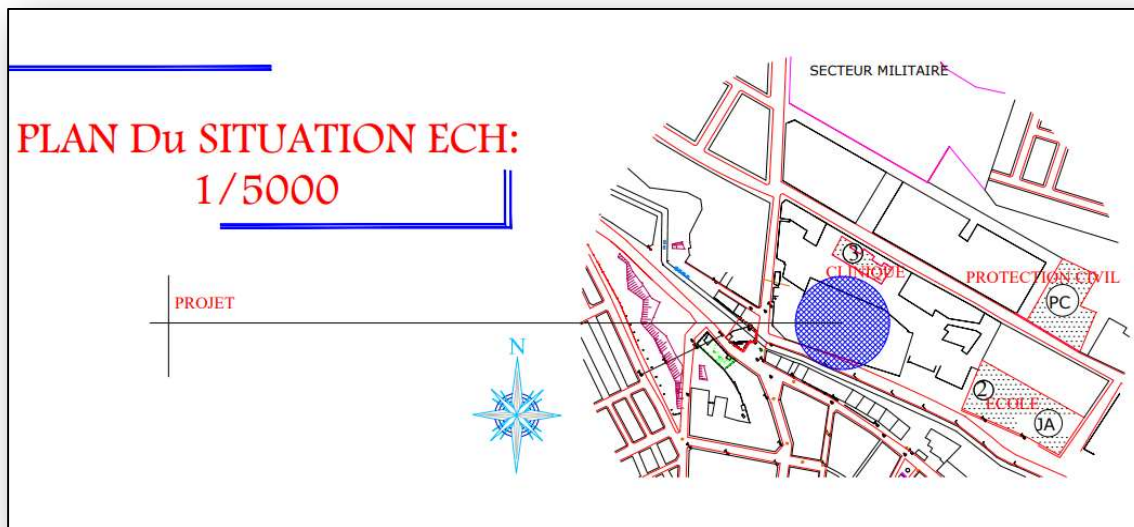 SECTEUR MILITAIRE
PLAN Du SITUATION ECH:
1/5000
3
CLINIQUE
PROTECTION CIVIL
PROJET
PC
N
2
ECOLE
JA